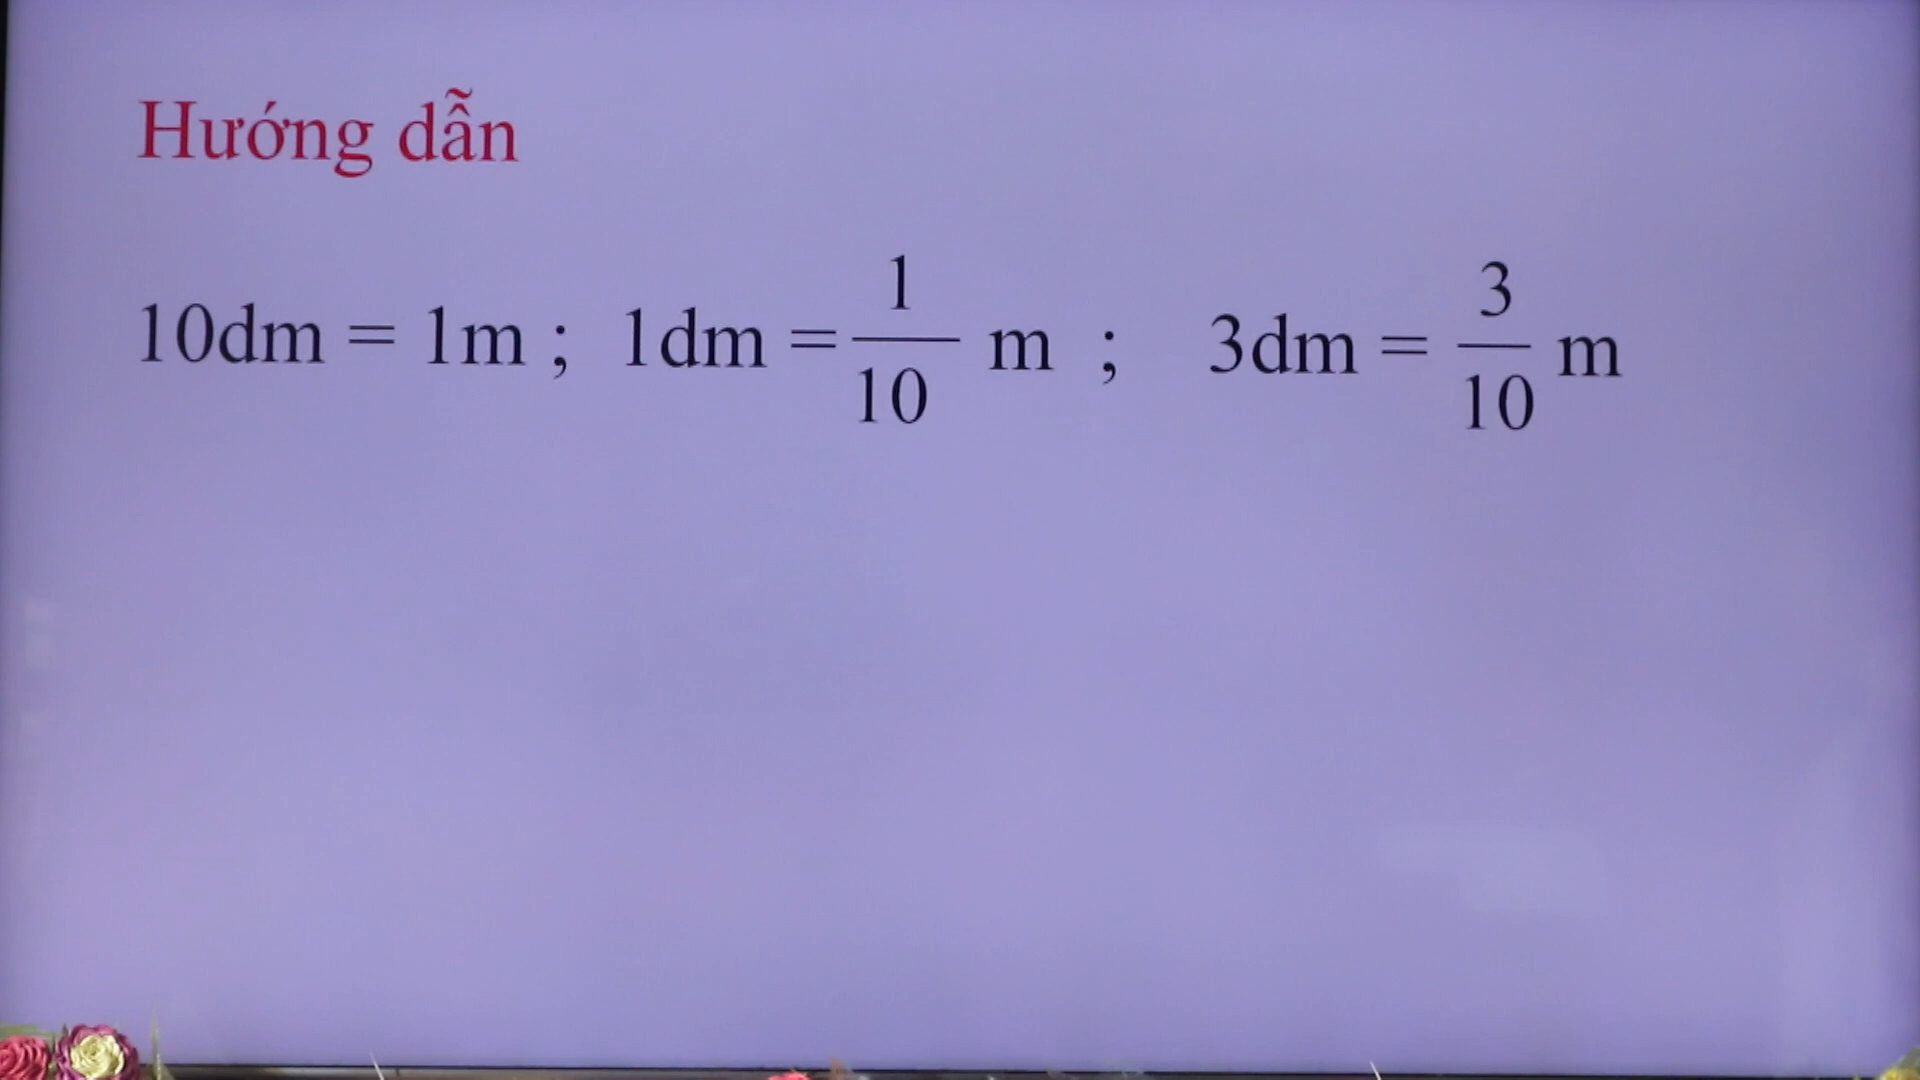 Hướng dẫn
10dm = 1m ; 1dm = 1/10 m ; 3dm = 3/10 m